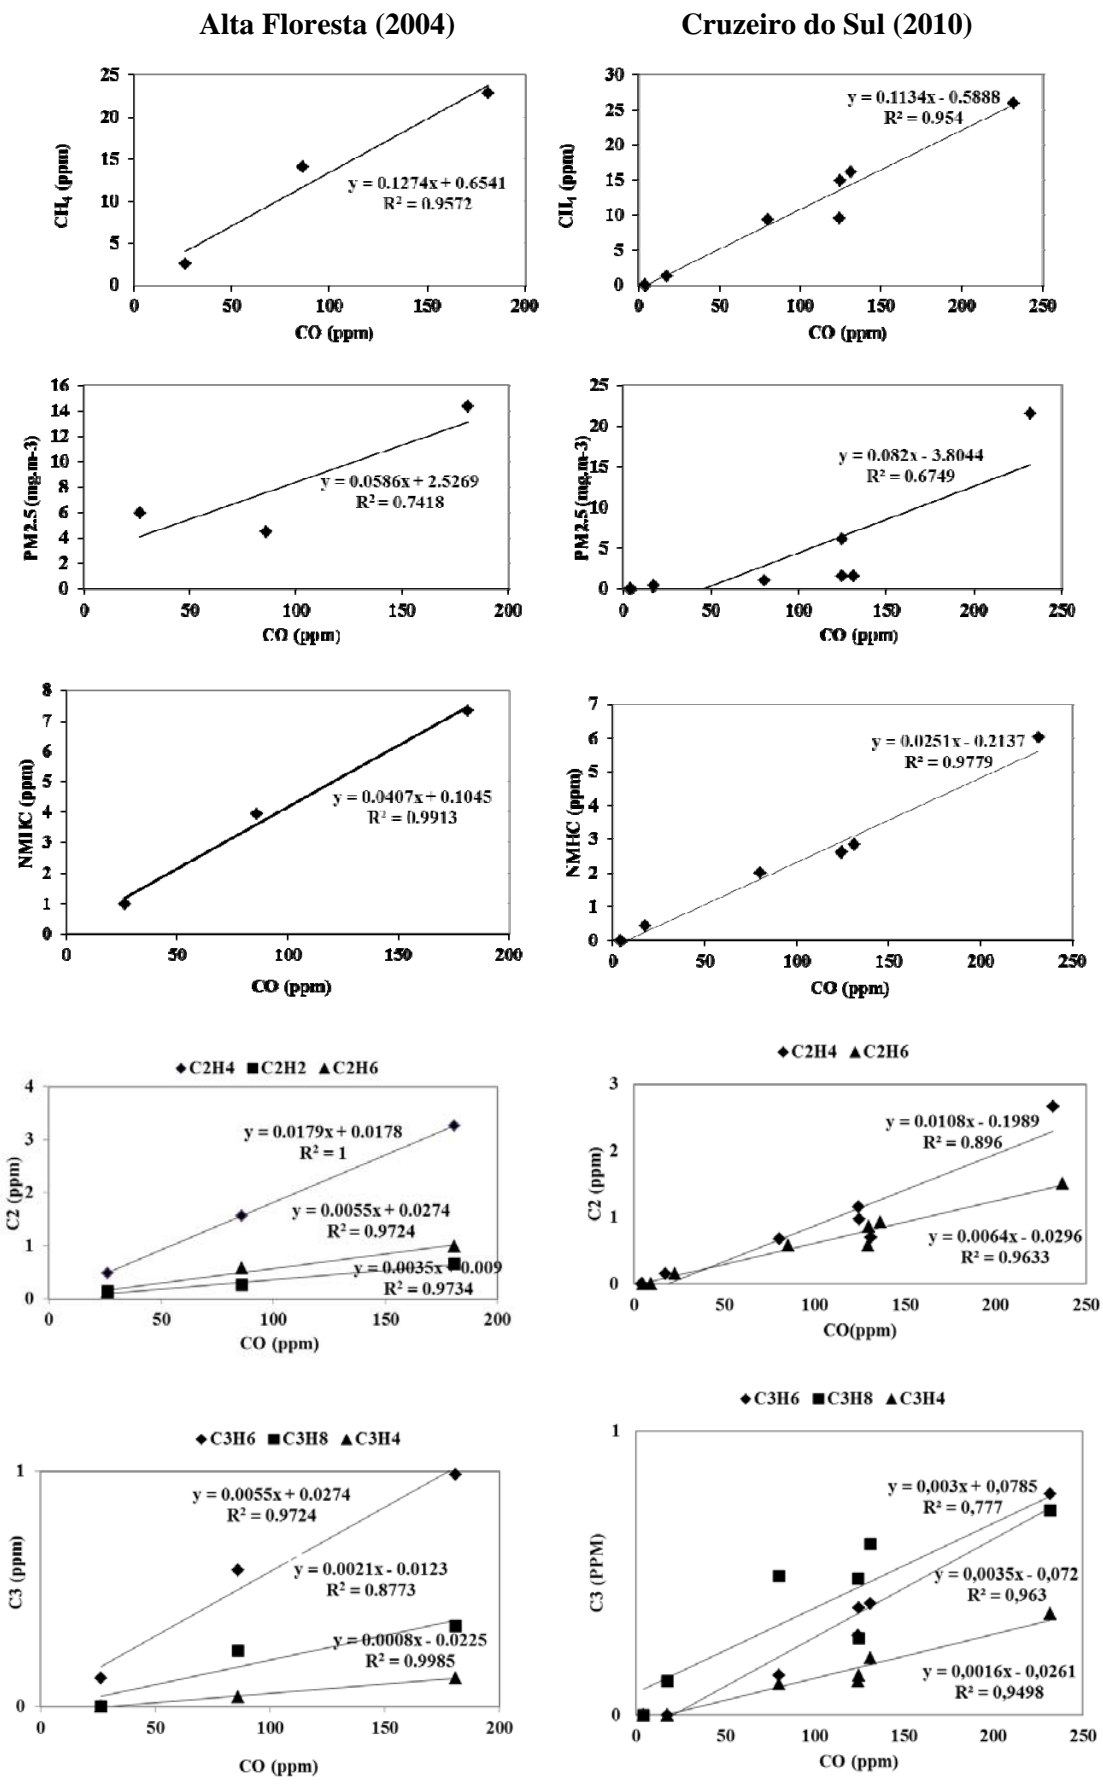 Alta Floresta (2004)
Cruzeiro do Sul (2010)
25
20
15
10
5
0
CH4 (ppm)
y = 0.1274x + 0.6541
R² = 0.9572
0 50 100 150 200
CO (ppm)
30
25
20
15
10
5
0
CH4 (ppm)
y = 0.1134x - 0.5888
R² = 0.954
0 50 100 150 200 250
CO (ppm)
16
14
12
10
8
6
4
2
0
PM2.5 (mg.m-3)
y = 0.0586x + 2.5269
R² = 0.7418
0 50 100 150 200
CO (ppm)
25
20
15
10
5
0
PM2.5 (mg.m-3)
y = 0.082x - 3.8044
R² = 0.6749
0 50 100 150 200 250
CO (ppm)
8
7
6
5
4
3
2
1
0
NMHC (ppm)
y = 0.0407x + 0.1045
R² = 0.9913
0 50 100 150 200
CO (ppm)
7
6
5
4
3
2
1
0
NMHC (ppm)
y = 0.0251x - 0.2137
R² = 0.9779
0 50 100 150 200 250
CO (ppm)
C2H4 C2H2 C2H6
4
3
2
1
0
C2 (ppm)
y = 0.0179x + 0.0178
R² = 1
y = 0.0055x + 0.0274
R² = 0.9724
y = 0.0035x + 0.009
R² = 0.9734
0 50 100 150 200
CO (ppm)
C2H4 C2H6
3
2
1
0
C2 (ppm)
y = 0.0108x - 0.1989
R² = 0.896
y = 0.0064x - 0.0296
R² = 0.9633
0 50 100 150 200 250
CO(ppm)
C3H6 C3H8 C3H4
1
0
C3 (ppm)
y = 0.0055x + 0.0274
R² = 0.9724
y = 0.0021x - 0.0123
R² = 0.8773
y = 0.0008x - 0.0225
R² = 0.9985
0 50 100 150 200
CO (ppm)
C3H6 C3H8 C3H4
1
0
C3 (PPM)
y = 0,003x + 0,0785
R² = 0,777
y = 0,0035x - 0,072
R² = 0,963
y = 0,0016x - 0,0261
R² = 0,9498
0 50 100 150 200 250
CO (ppm)